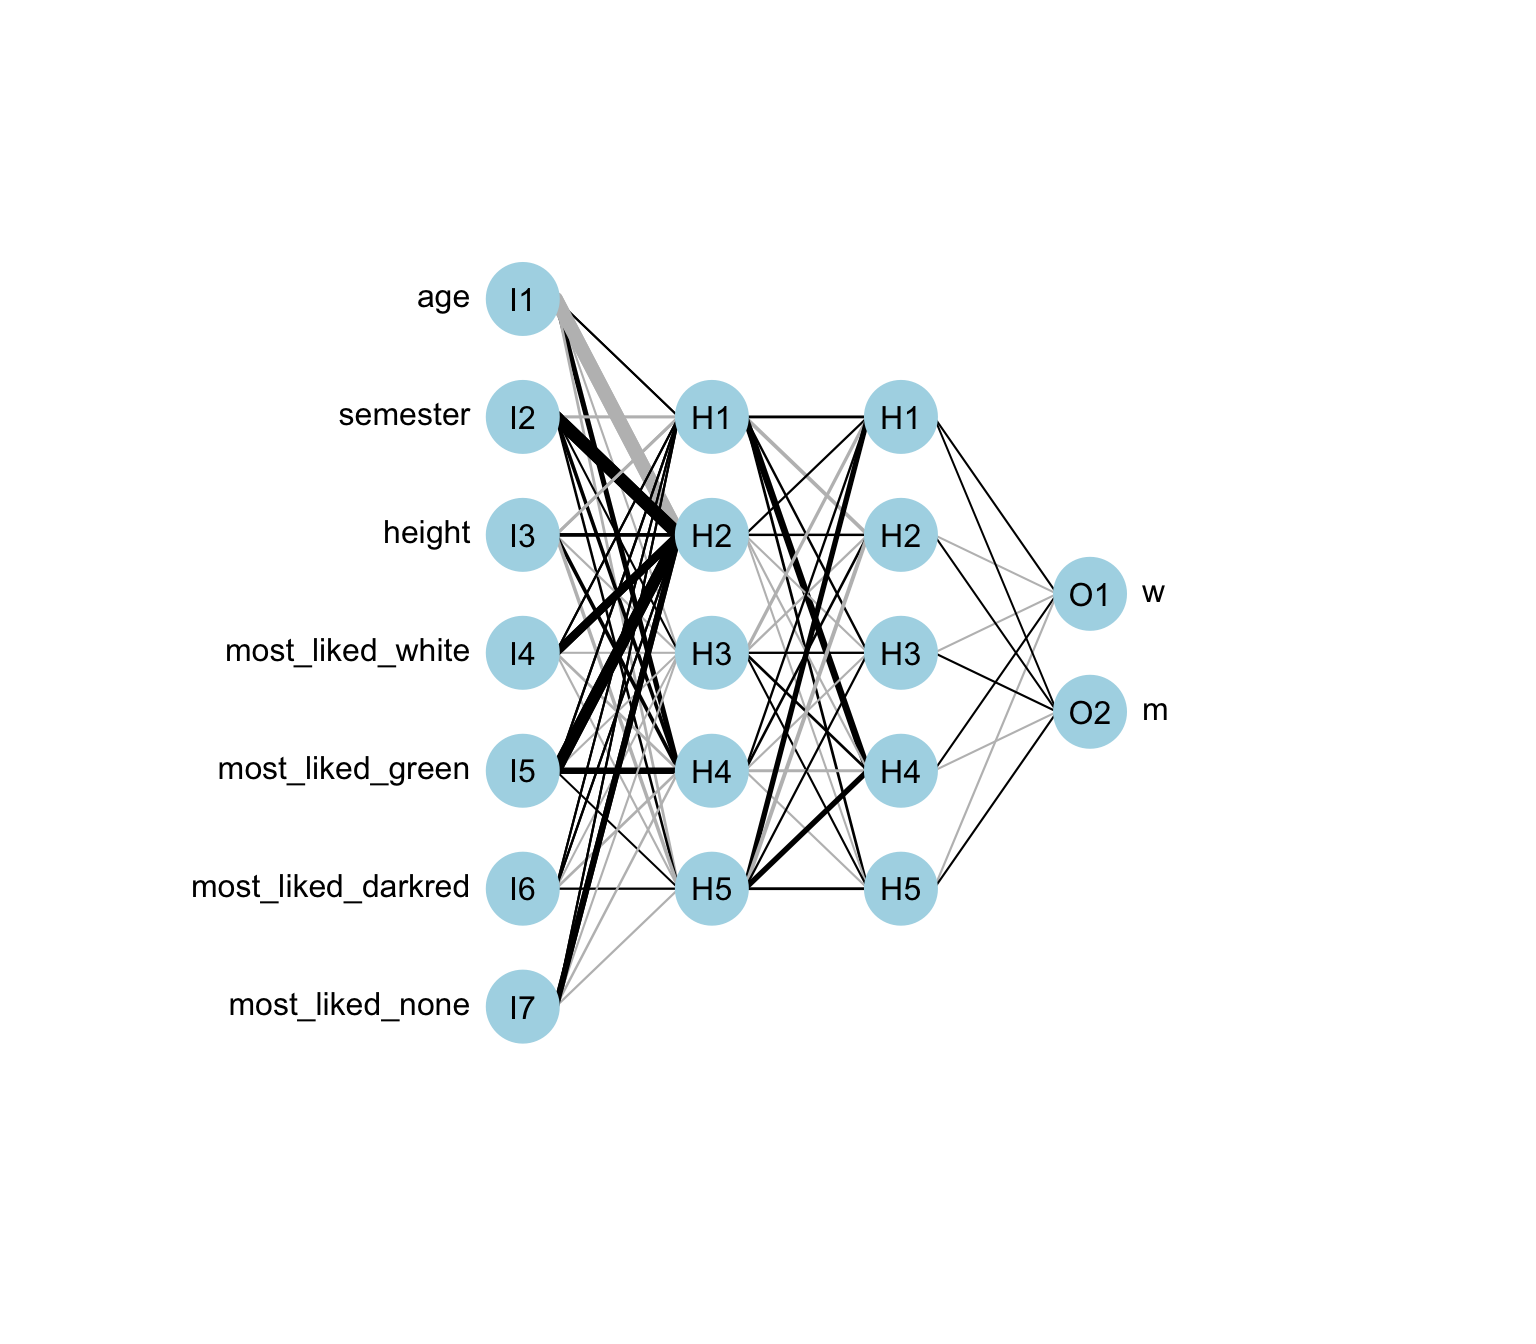 age I1
semester I2 H1 H1
height I3 H2 H2
O1 w
most_liked_white I4 H3 H3
O2 m
most_liked_green I5 H4 H4
most_liked_darkred I6 H5 H5
most_liked_none I7